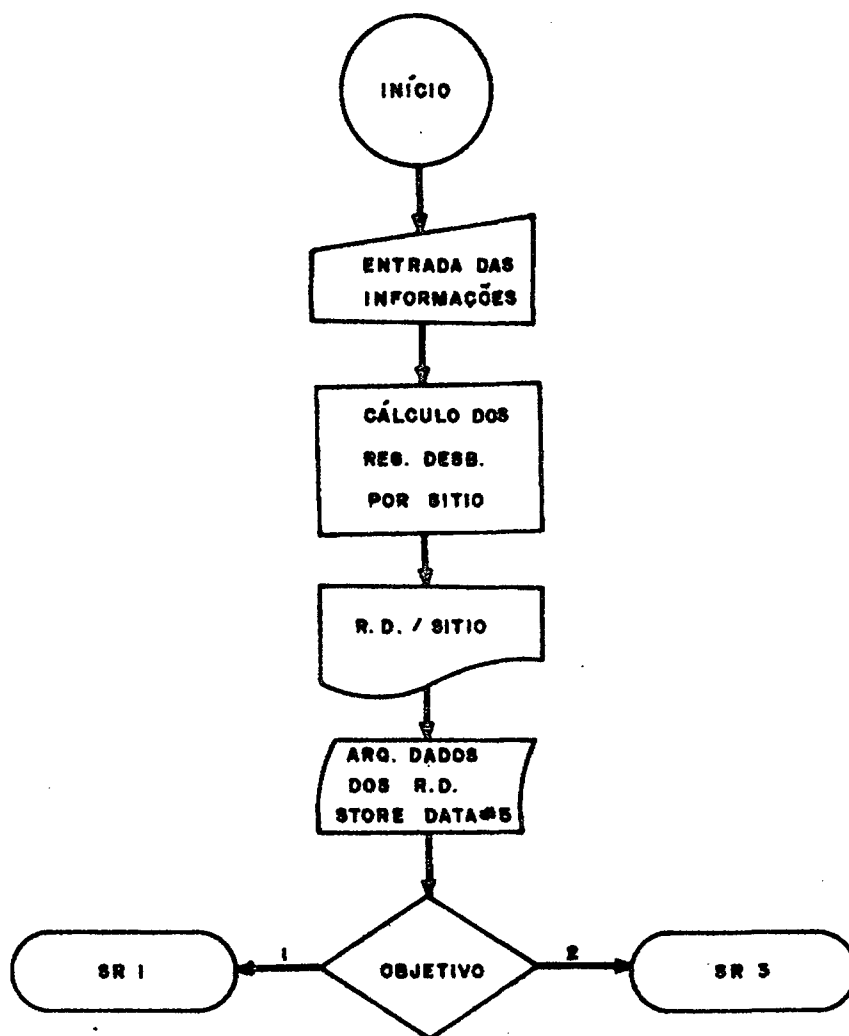 INÍCIO
ENTRADA DAS
INFORMAÇÕES
CÁLCULO DOS
RES. DESB.
POR SITIO
R. D. / SITIO
ARQ. DADOS
DOS R.D.
STORE DATA#5
1
2
SR 1
OBJETIVO
SR 3